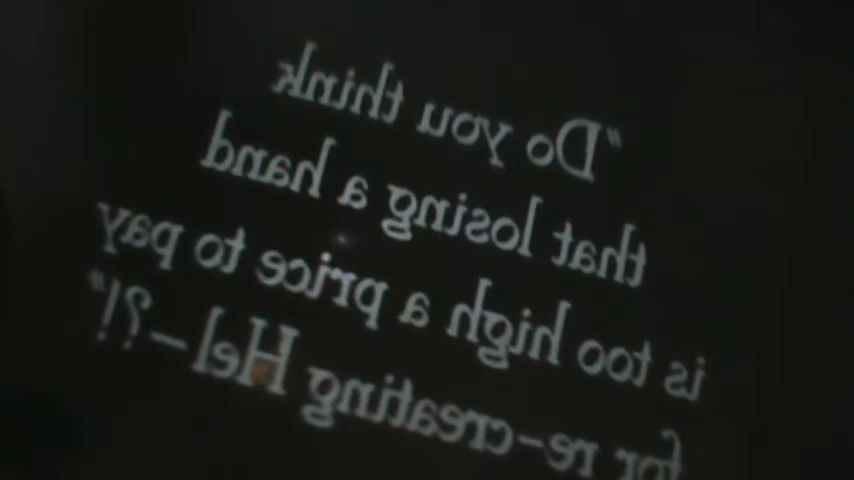 "Do you think
that losing a hand
is too high a price to pay
for re-creating Hel-?!"